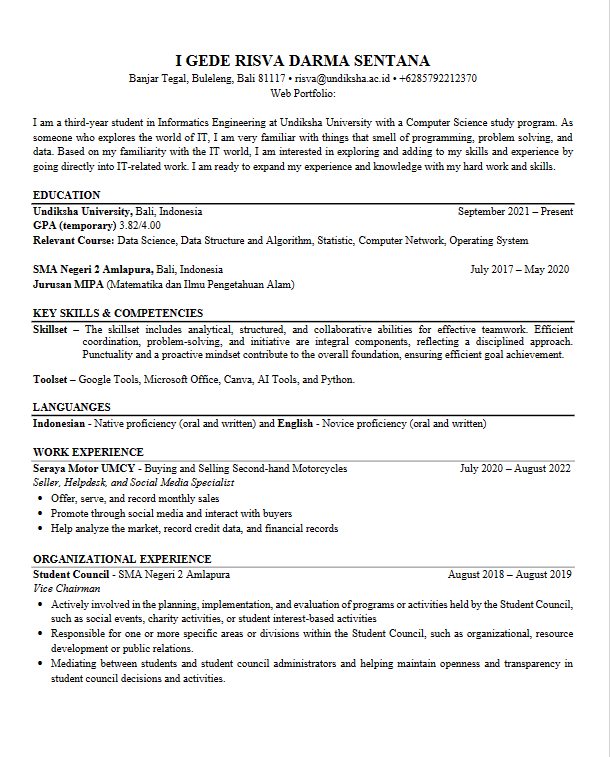 I GEDE RISVA DARMA SENTANA
Banjar Tegal, Buleleng, Bali 81117 • risva@undiksha.ac.id • +6285792212370
Web Portfolio:
I am a third-year student in Informatics Engineering at Undiksha University with a Computer Science study program. As
someone who explores the world of IT, I am very familiar with things that smell of programming, problem solving, and
data. Based on my familiarity with the IT world, I am interested in exploring and adding to my skills and experience by
going directly into IT-related work. I am ready to expand my experience and knowledge with my hard work and skills.
EDUCATION
Undiksha University, Bali, Indonesia September 2021 – Present
GPA (temporary) 3.82/4.00
Relevant Course: Data Science, Data Structure and Algorithm, Statistic, Computer Network, Operating System
SMA Negeri 2 Amlapura, Bali, Indonesia July 2017 – May 2020
Jurusan MIPA (Matematika dan Ilmu Pengetahuan Alam)
KEY SKILLS & COMPETENCIES
Skillset – The skillset includes analytical, structured, and collaborative abilities for effective teamwork. Efficient
coordination, problem-solving, and initiative are integral components, reflecting a disciplined approach.
Punctuality and a proactive mindset contribute to the overall foundation, ensuring efficient goal achievement.
Toolset – Google Tools, Microsoft Office, Canva, AI Tools, and Python.
LANGUANGES
Indonesian - Native proficiency (oral and written) and English - Novice proficiency (oral and written)
WORK EXPERIENCE
Seraya Motor UMCY - Buying and Selling Second-hand Motorcycles July 2020 – August 2022
Seller, Helpdesk, and Social Media Specialist
• Offer, serve, and record monthly sales
• Promote through social media and interact with buyers
• Help analyze the market, record credit data, and financial records
ORGANIZATIONAL EXPERIENCE
Student Council - SMA Negeri 2 Amlapura August 2018 – August 2019
Vice Chairman
• Actively involved in the planning, implementation, and evaluation of programs or activities held by the Student Council,
such as social events, charity activities, or student interest-based activities
• Responsible for one or more specific areas or divisions within the Student Council, such as organizational, resource
development or public relations.
• Mediating between students and student council administrators and helping maintain openness and transparency in
student council decisions and activities.